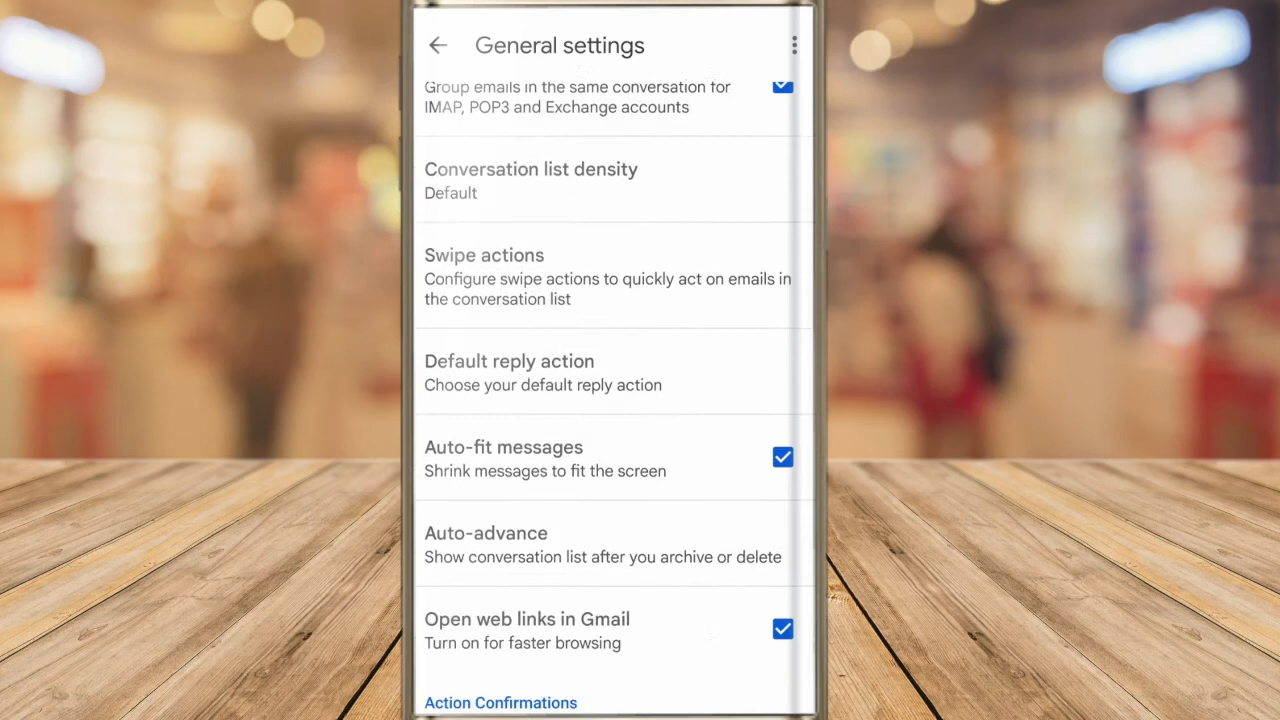 General settings
Group emails in the same conversation for
IMAP, POP3 and Exchange accounts
Conversation list density
Default
Swipe actions
Configure swipe actions to quickly act on emails in
the conversation list
Default reply action
Choose your default reply action
Auto-fit messages
Shrink messages to fit the screen
Auto-advance
Show conversation list after you archive or delete
Open web links in Gmail
Turn on for faster browsing
Action Confirmations